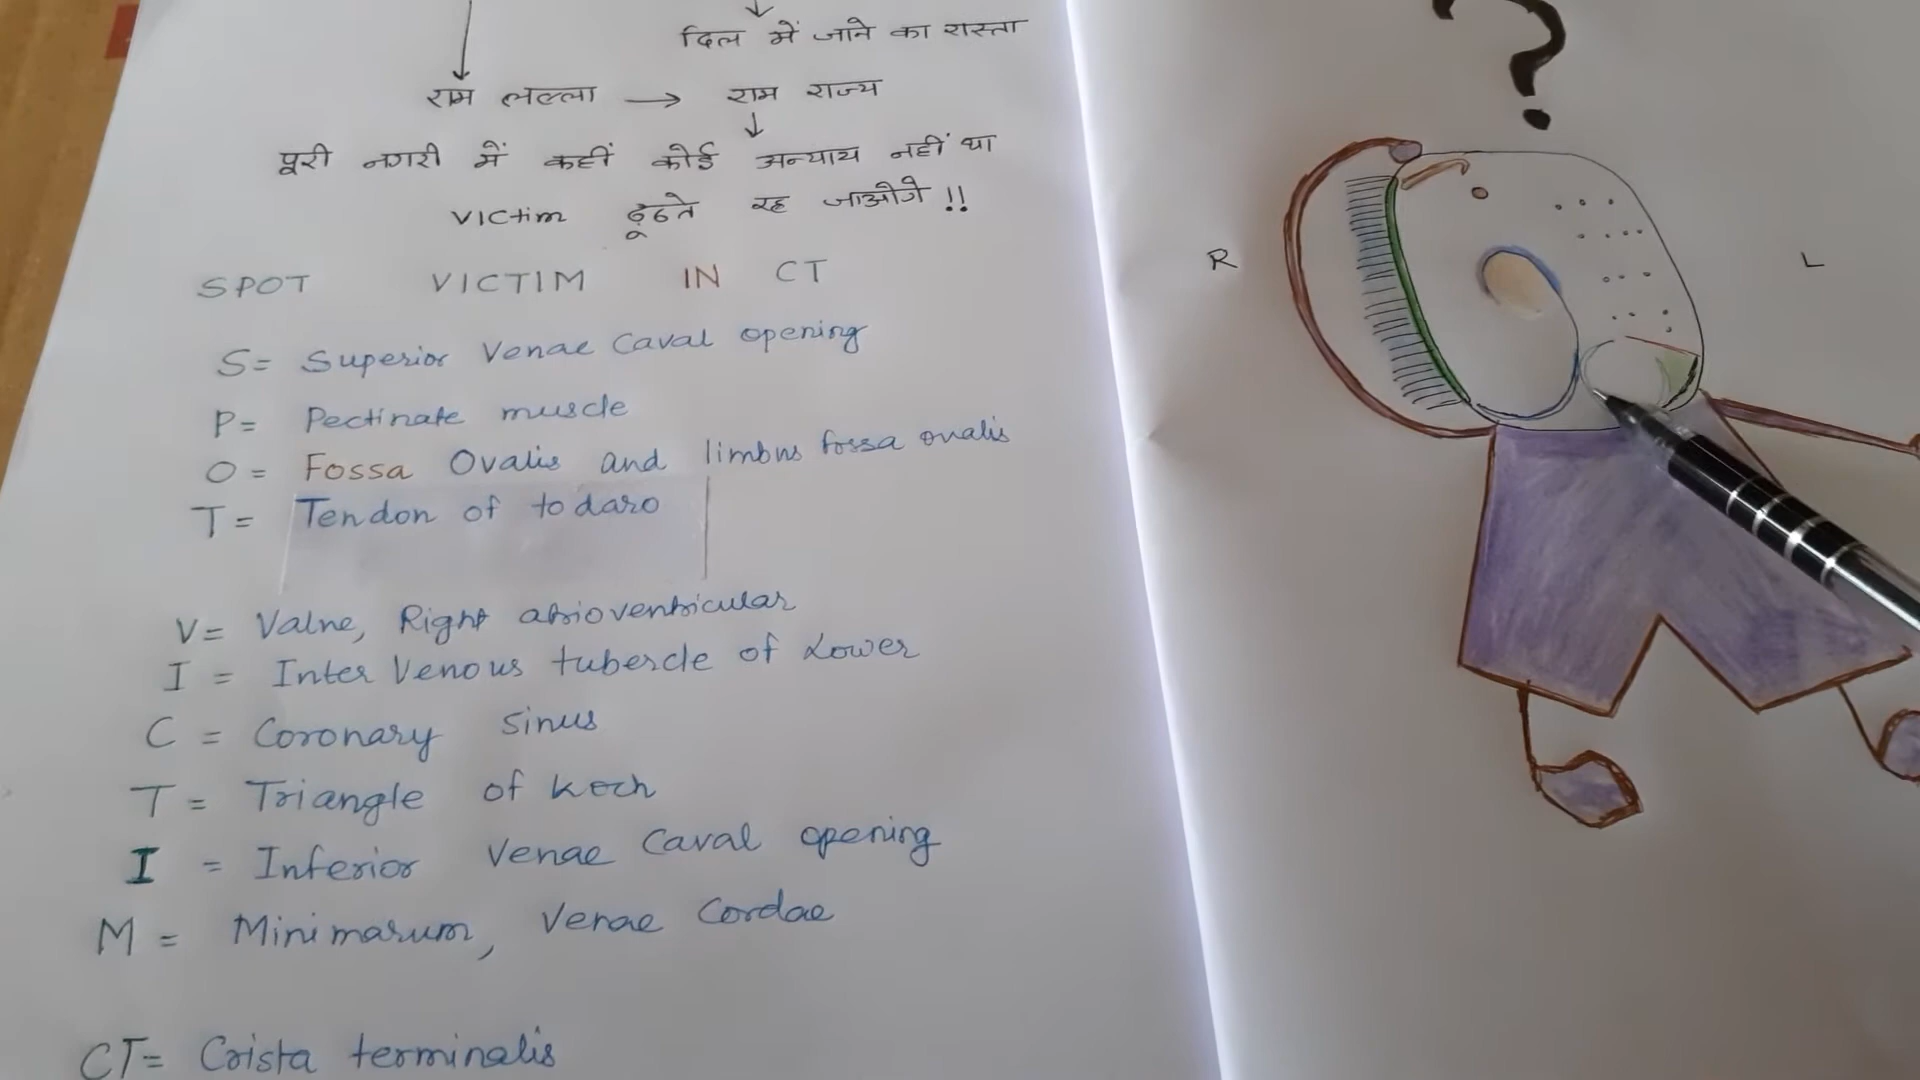 दिल में जाने का रास्ता
राम लल्ला → राम राज्य
पूरी नगरी में कहीं कोई अन्याय नहीं था
victim ढूढते रह जाओगे !!
SPOT VICTIM IN CT
S= Superior Venae Caval opening
P= Pectinate muscle
O= Fossa Ovalis and limbus fossa ovalis
T= Tendon of todaro
V= Valve, Right atrioventricular
I = Inter Venous tubercle of Lower
C = Coronary sinus
T= Triangle of koch
I = Inferior Venae Caval opening
M= Minimarum, Venae Cordae
CT= Crista terminalis
?
R L